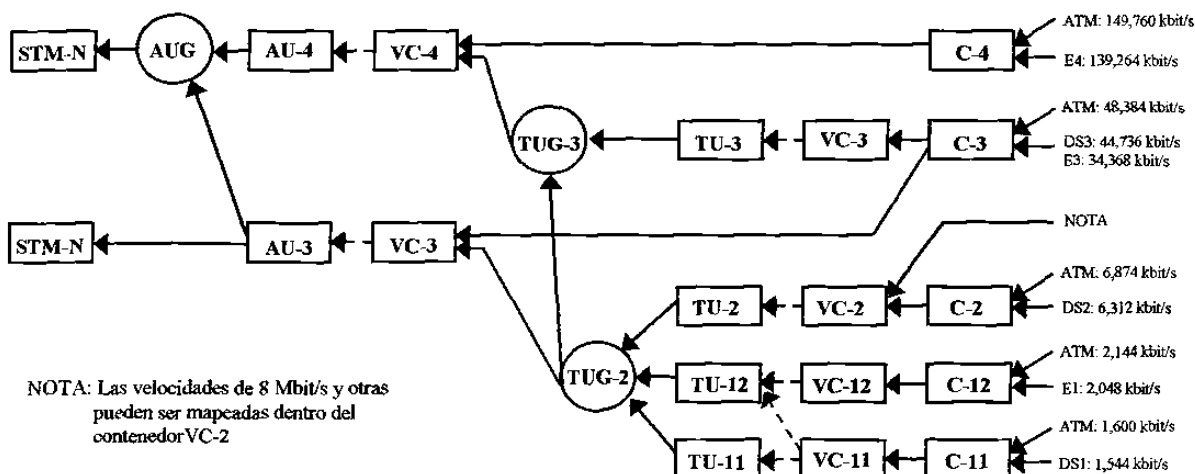 ATM: 149,760 kbit/s
STM-N AUG AU-4 VC-4 C-4
E4: 139,264 kbit/s
ATM: 48,384 kbit/s
TUG-3 TU-3 VC-3 C-3
DS3: 44,736 kbit/s
E3: 34,368 kbit/s
NOTA
STM-N AU-3 VC-3
ATM: 6,874 kbit/s
TU-2 VC-2 C-2
DS2: 6,312 kbit/s
ATM: 2,144 kbit/s
TUG-2 TU-12 VC-12 C-12
E1: 2,048 kbit/s
NOTA: Las velocidades de 8 Mbit/s y otras
pueden ser mapeadas dentro del
contenedorVC-2
ATM: 1,600 kbit/s
TU-11 VC-11 C-11
DS1: 1,544 kbit/s